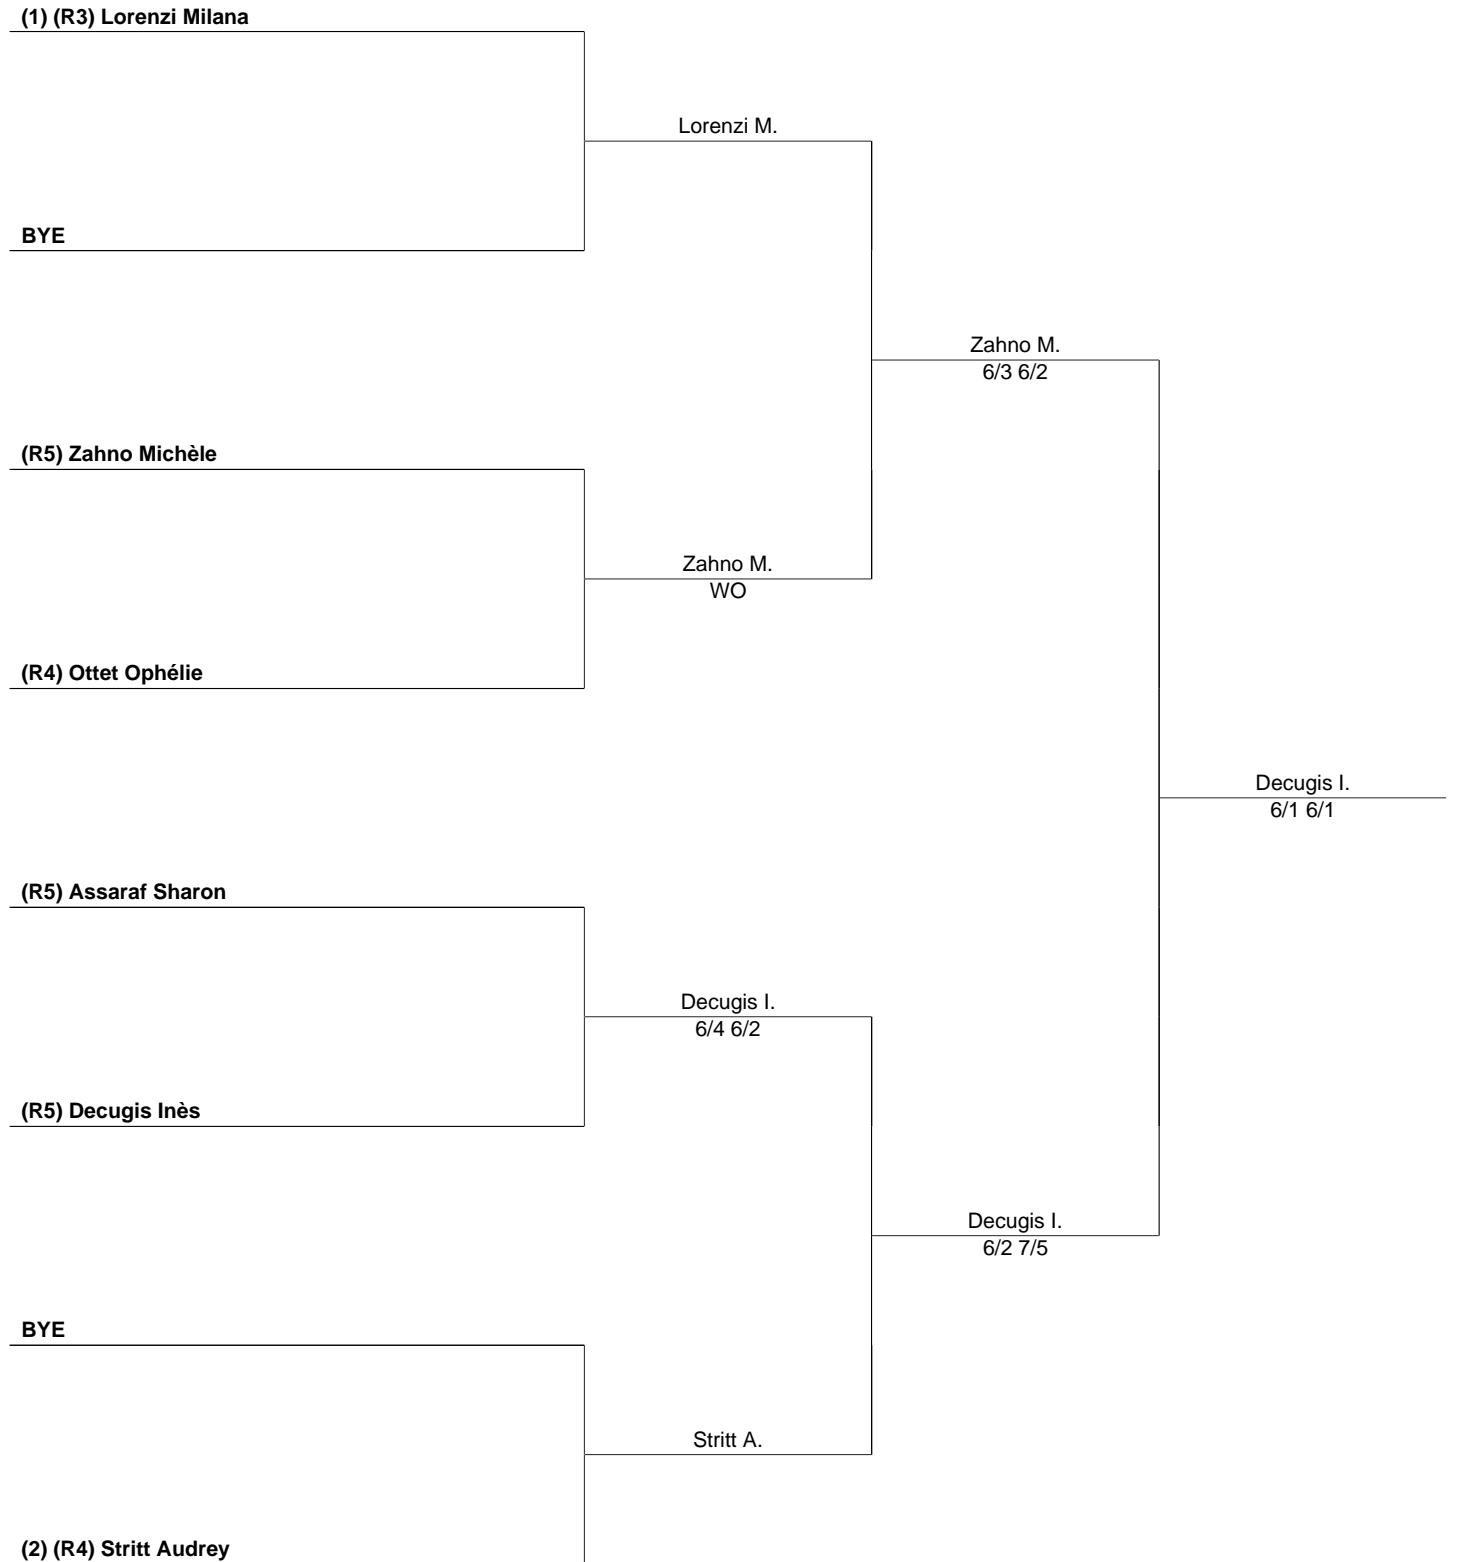 (1) (R3) Lorenzi Milana
Lorenzi M.
BYE
Zahno M.
6/3 6/2
(R5) Zahno Michèle
Zahno M.
WO
(R4) Ottet Ophélie
Decugis I.
6/1 6/1
(R5) Assaraf Sharon
Decugis I.
6/4 6/2
(R5) Decugis Inès
Decugis I.
6/2 7/5
BYE
Stritt A.
(2) (R4) Stritt Audrey